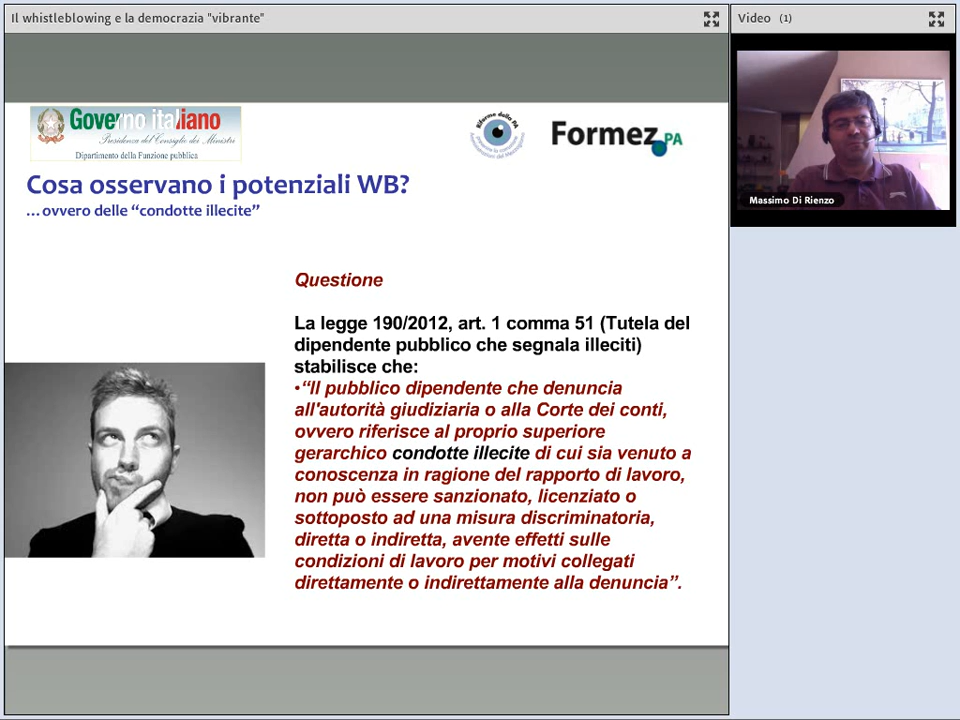 Il whistleblowing e la democrazia "vibrante"
Video (1)
Governo italiano
Presidenza del Consiglio dei Ministri
Dipartimento della Funzione pubblica
Riforme della PA
Formez PA
Massimo Di Rienzo
Cosa osservano i potenziali WB?
…ovvero delle “condotte illecite”
Questione
La legge 190/2012, art. 1 comma 51 (Tutela del
dipendente pubblico che segnala illeciti)
stabilisce che:
•“Il pubblico dipendente che denuncia
all'autorità giudiziaria o alla Corte dei conti,
ovvero riferisce al proprio superiore
gerarchico condotte illecite di cui sia venuto a
conoscenza in ragione del rapporto di lavoro,
non può essere sanzionato, licenziato o
sottoposto ad una misura discriminatoria,
diretta o indiretta, avente effetti sulle
condizioni di lavoro per motivi collegati
direttamente o indirettamente alla denuncia”.